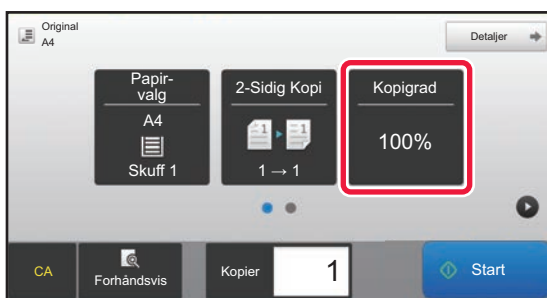 Original
A4
Detaljer
Papir-
valg
A4
Skuff 1
2-Sidig Kopi
1 → 1
Kopigrad
100%
CA
Forhåndsvis
Kopier
1
Start